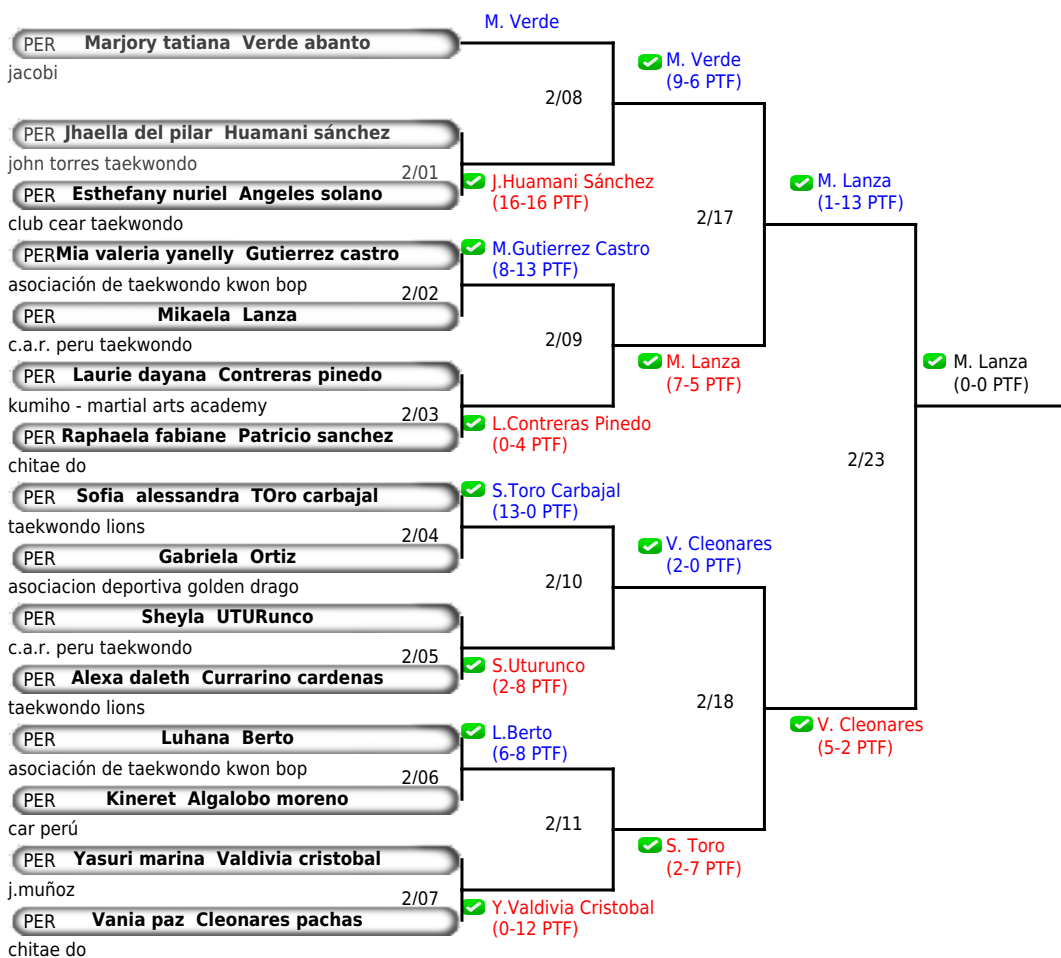 M. Verde
PER Marjory tatiana Verde abanto
jacobi
M. Verde
(9-6 PTF)
2/08
PER Jhaella del pilar Huamani sánchez
john torres taekwondo
2/01
PER Esthefany nuriel Angeles solano
club cear taekwondo
J.Huamani Sánchez
(16-16 PTF)
M. Lanza
(1-13 PTF)
2/17
PER Mia valeria yanelly Gutierrez castro
asociación de taekwondo kwon bop
M.Gutierrez Castro
(8-13 PTF)
2/02
PER Mikaela Lanza
c.a.r. peru taekwondo
2/09
M. Lanza
(7-5 PTF)
M. Lanza
(0-0 PTF)
PER Laurie dayana Contreras pinedo
kumiho - martial arts academy
2/03
PER Raphaela fabiane Patricio sanchez
chitae do
L.Contreras Pinedo
(0-4 PTF)
2/23
PER Sofia alessandra TOro carbajal
taekwondo lions
S.Toro Carbajal
(13-0 PTF)
2/04
PER Gabriela Ortiz
asociacion deportiva golden drago
V. Cleonares
(2-0 PTF)
2/10
PER Sheyla UTURunco
c.a.r. peru taekwondo
2/05
PER Alexa daleth Currarino cardenas
taekwondo lions
S.Uturunco
(2-8 PTF)
2/18
V. Cleonares
(5-2 PTF)
PER Luhana Berto
asociación de taekwondo kwon bop
L.Berto
(6-8 PTF)
2/06
PER Kineret Algalobo moreno
car perú
2/11
S. Toro
(2-7 PTF)
PER Yasuri marina Valdivia cristobal
j.muñoz
2/07
PER Vania paz Cleonares pachas
chitae do
Y.Valdivia Cristobal
(0-12 PTF)